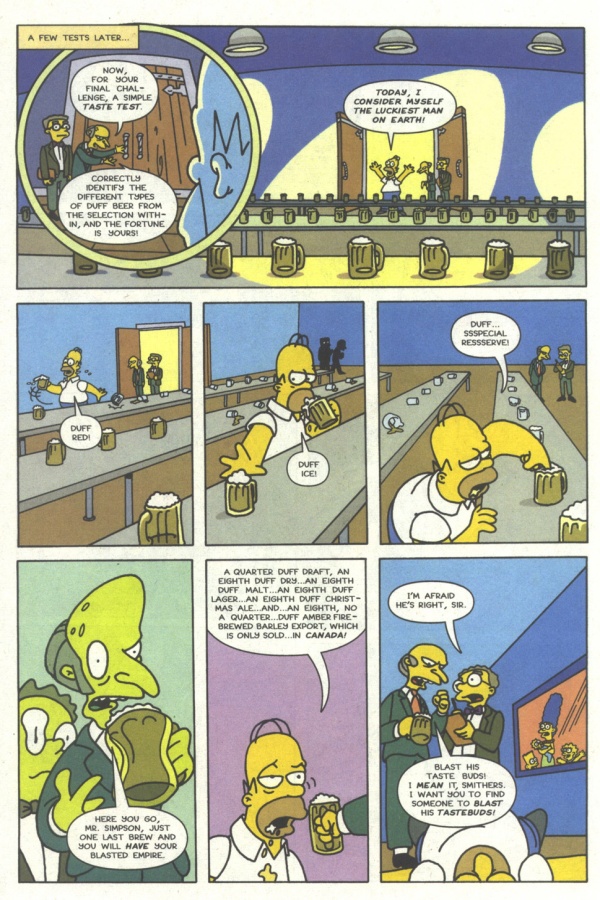 A FEW TESTS LATER...
NOW,
FOR YOUR
FINAL CHAL-
LENGE, A SIMPLE
TASTE TEST.
CORRECTLY
IDENTIFY THE
DIFFERENT TYPES
OF DUFF BEER FROM
THE SELECTION WITH-
IN, AND THE FORTUNE
IS YOURS!
TODAY, I
CONSIDER MYSELF
THE LUCKIEST MAN
ON EARTH!
DUFF
RED!
DUFF
ICE!
DUFF...
SSSPECIAL
RESSSERVE!
HERE YOU GO,
MR. SIMPSON, JUST
ONE LAST BREW AND
YOU WILL HAVE YOUR
BLASTED EMPIRE.
A QUARTER DUFF DRAFT, AN
EIGHTH DUFF DRY...AN EIGHTH
DUFF MALT...AN EIGHTH DUFF
LAGER...AN EIGHTH DUFF CHRIST-
MAS ALE...AND...AN EIGHTH, NO
A QUARTER...DUFF AMBER FIRE-
BREWED BARLEY EXPORT, WHICH
IS ONLY SOLD...IN CANADA!
I'M AFRAID
HE'S RIGHT, SIR.
BLAST HIS
TASTE BUDS!
I MEAN IT, SMITHERS.
I WANT YOU TO FIND
SOMEONE TO BLAST
HIS TASTEBUDS!